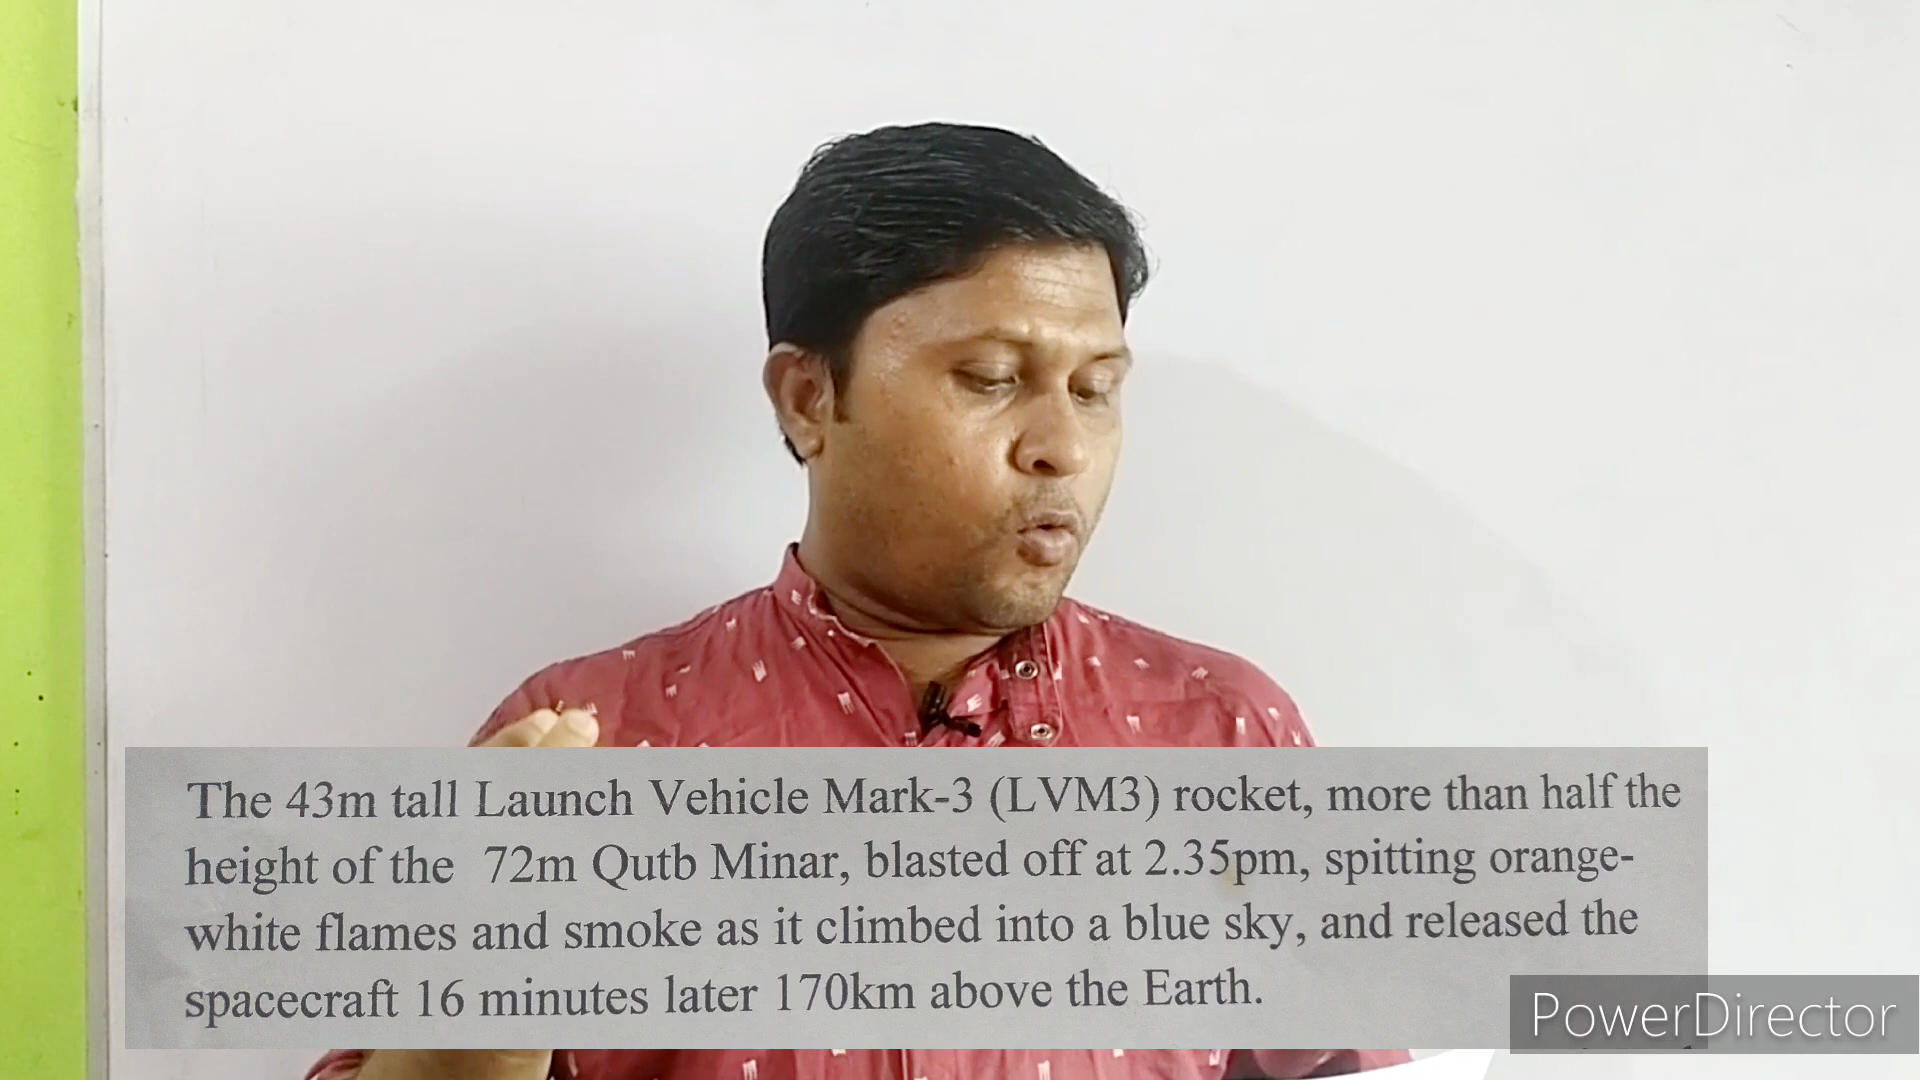 The 43m tall Launch Vehicle Mark-3 (LVM3) rocket, more than half the
height of the 72m Qutb Minar, blasted off at 2.35pm, spitting orange-
white flames and smoke as it climbed into a blue sky, and released the
spacecraft 16 minutes later 170km above the Earth.
PowerDirector